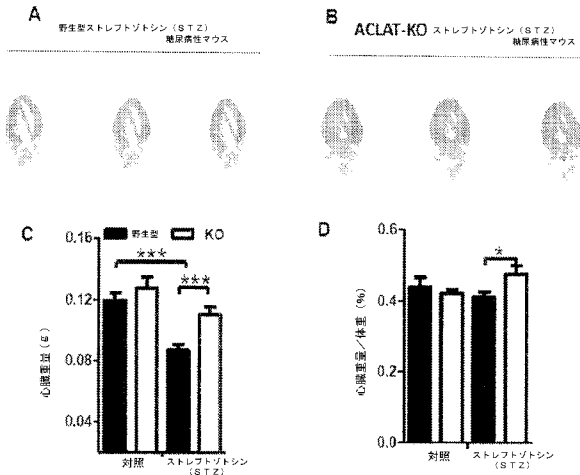 A
野生型ストレプトゾトシン（STZ）
糖尿病性マウス
B
ACLAT-KO ストレプトゾトシン（STZ）
糖尿病性マウス
C
野生型 KO
***
***
心臓重量（g）
0.16
0.12
0.08
0.04
対照
ストレプトゾトシン
（STZ）
D
*
心臓重量／体重（%）
0.6
0.4
0.2
0.0
対照
ストレプトゾトシン
（STZ）